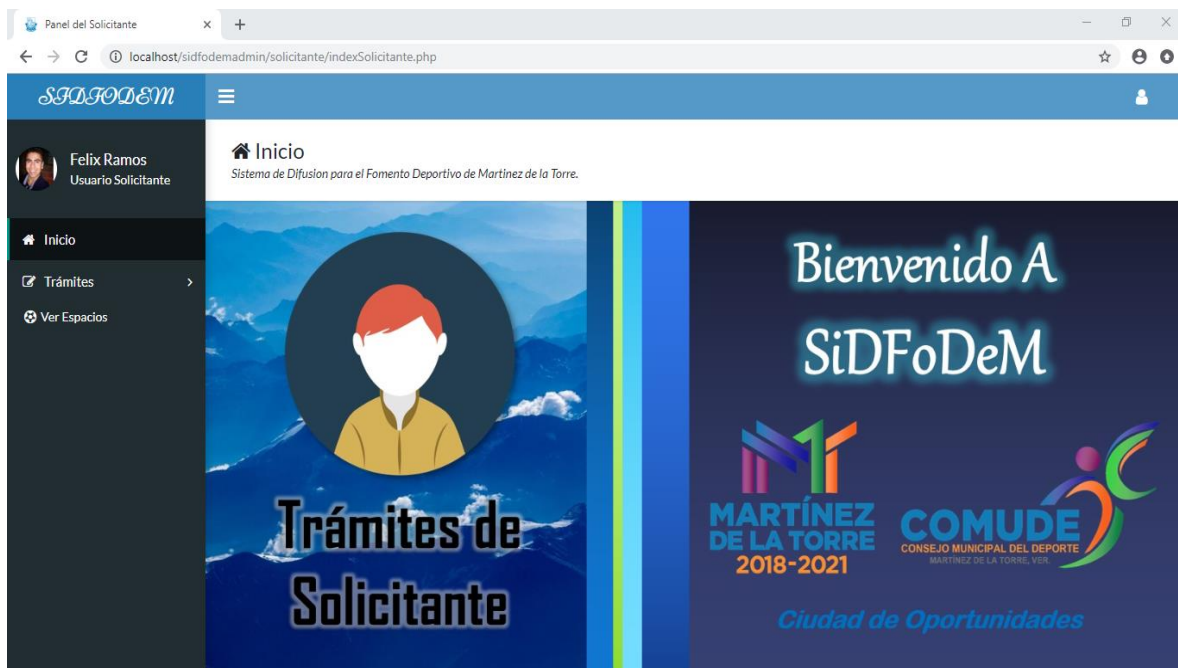 Panel del Solicitante
localhost/sidfodemadmin/solicitante/indexSolicitante.php
SIDFODEM
Felix Ramos
Usuario Solicitante
Inicio
Trámites
Ver Espacios
Inicio
Sistema de Difusion para el Fomento Deportivo de Martinez de la Torre.
Trámites de
Solicitante
Bienvenido A
SiDFoDeM
MARTÍNEZ
DE LA TORRE
2018-2021
COMUDE
CONSEJO MUNICIPAL DEL DEPORTE
MARTÍNEZ DE LA TORRE, VER.
Ciudad de Oportunidades